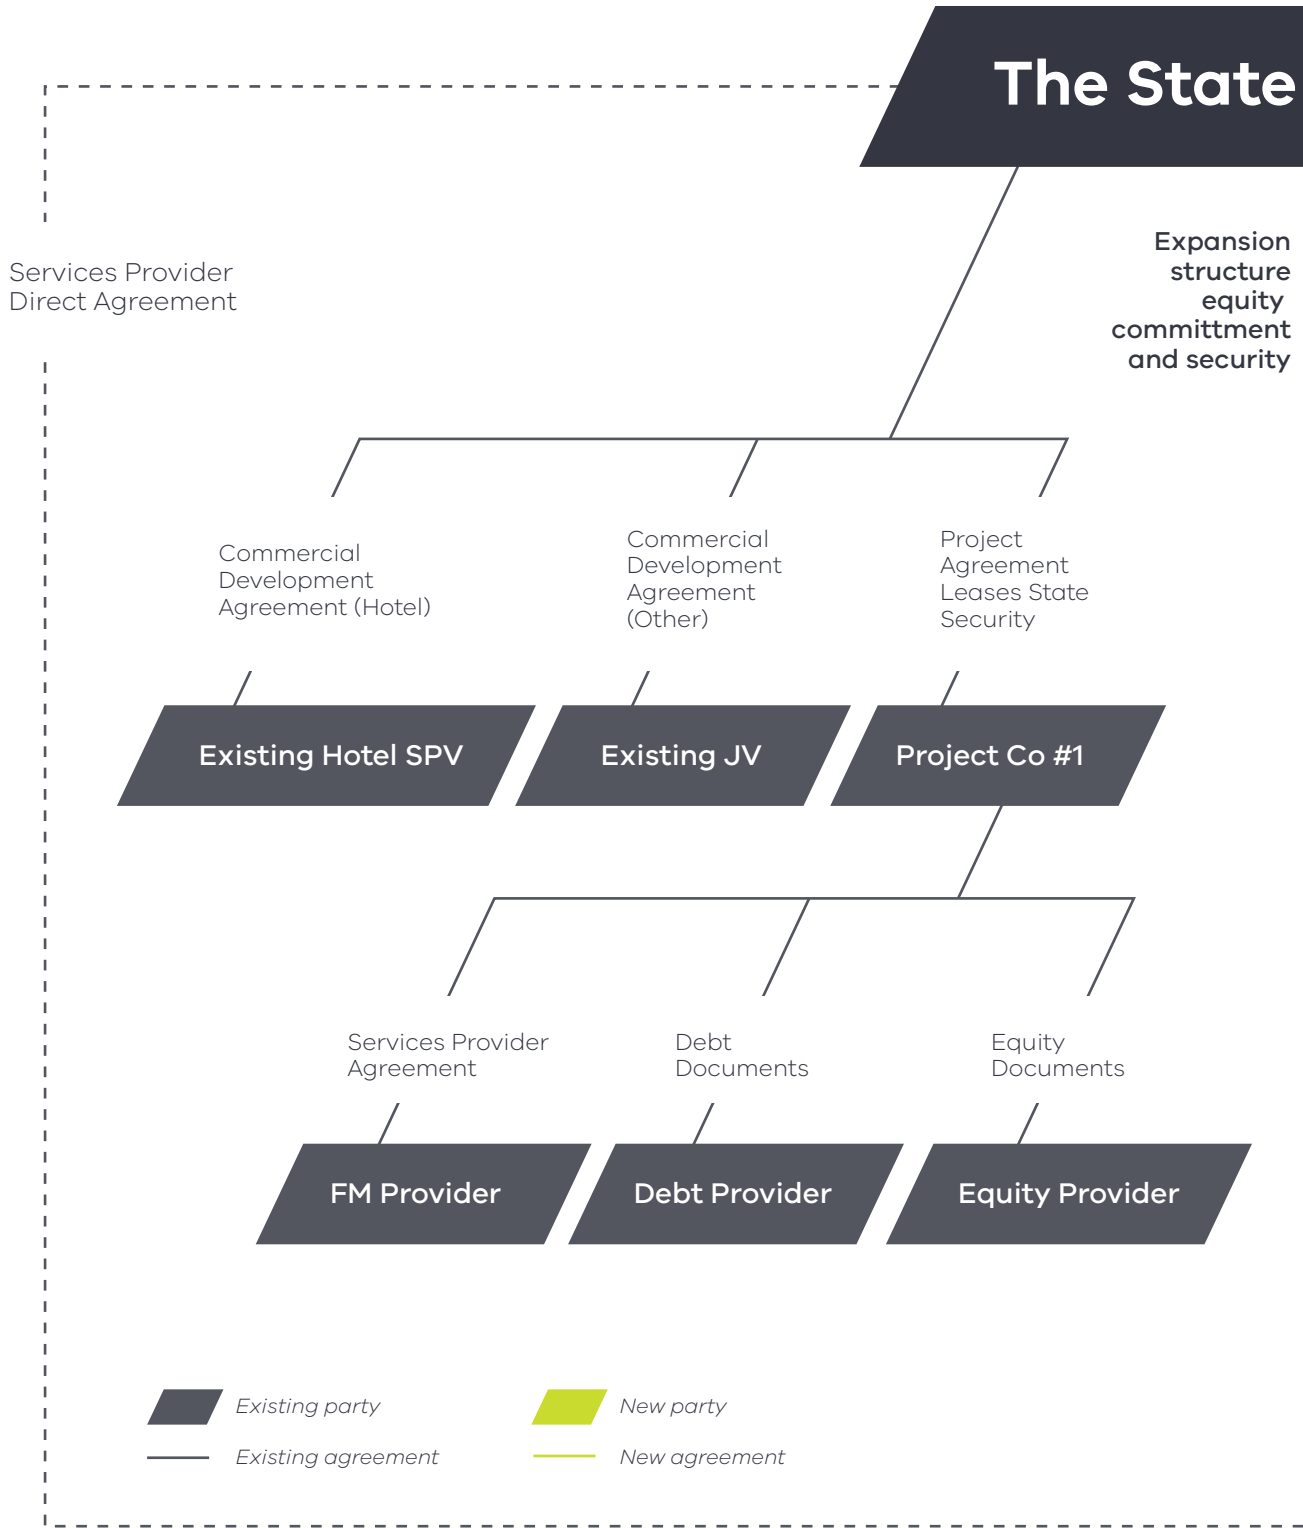 The State
Expansion
structure
equity
committment
and security
Services Provider
Direct Agreement
Commercial
Development
Agreement (Hotel)
Commercial
Development
Agreement
(Other)
Project
Agreement
Leases State
Security
Existing Hotel SPV
Existing JV
Project Co #1
Services Provider
Agreement
Debt
Documents
Equity
Documents
FM Provider
Debt Provider
Equity Provider
Existing party
New party
Existing agreement
New agreement